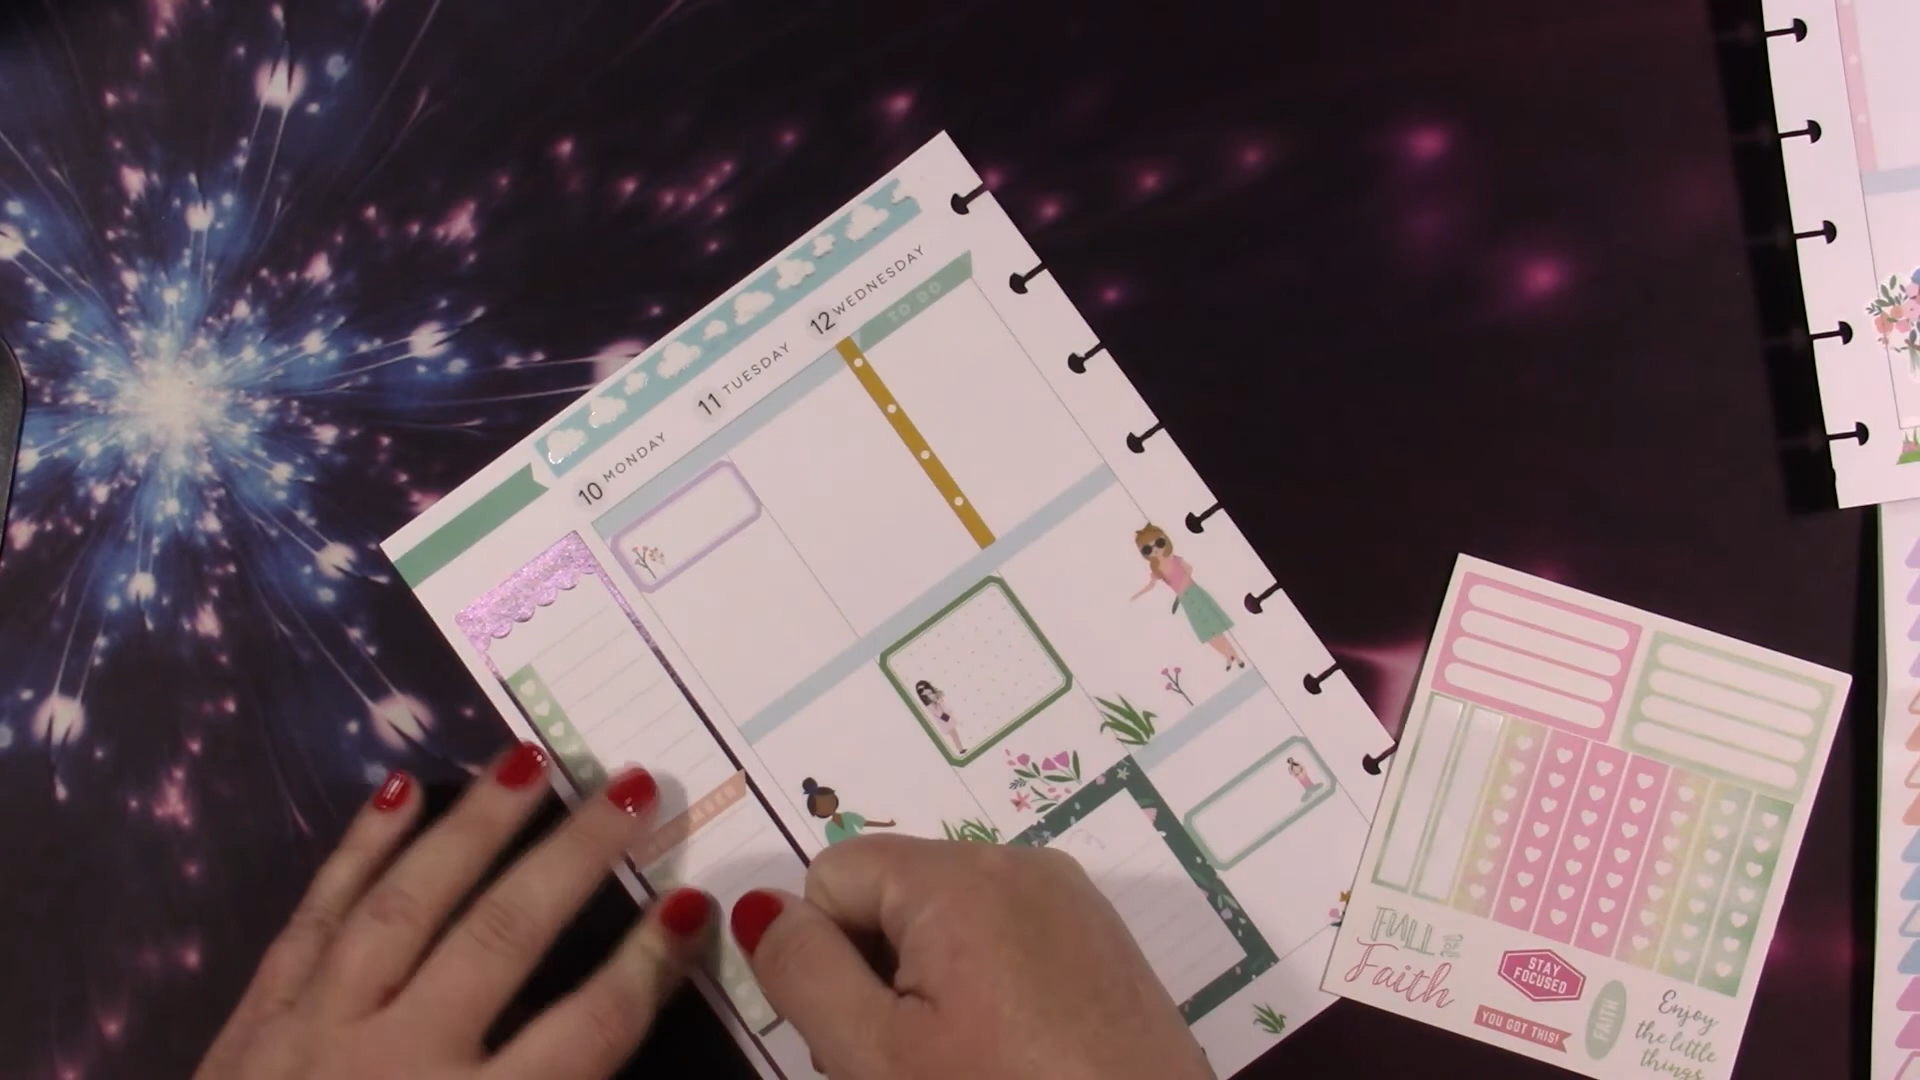 10 MONDAY
11 TUESDAY
12 WEDNESDAY
TO DO
FULL OF
Faith
STAY
FOCUSED
YOU GOT THIS!
FAITH
Enjoy
the little
things